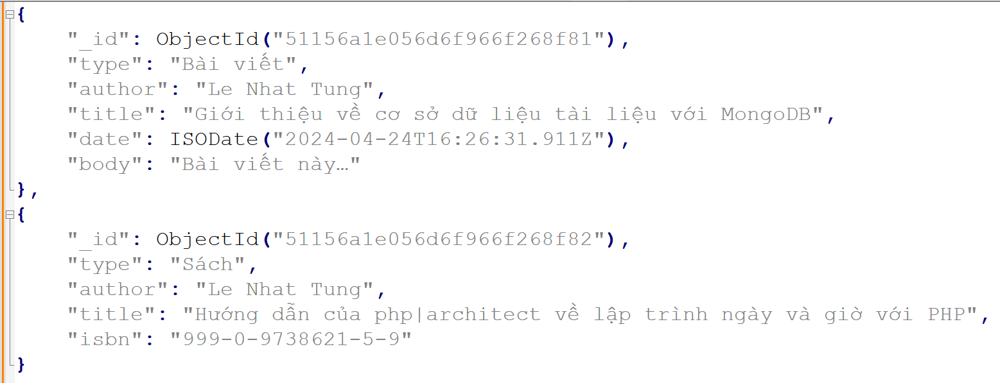 {
"_id": ObjectId("51156a1e056d6f966f268f81"),
"type": "Bài viết",
"author": "Le Nhat Tung",
"title": "Giới thiệu về cơ sở dữ liệu tài liệu với MongoDB",
"date": ISODate("2024-04-24T16:26:31.911Z"),
"body": "Bài viết này…"
},
{
"_id": ObjectId("51156a1e056d6f966f268f82"),
"type": "Sách",
"author": "Le Nhat Tung",
"title": "Hướng dẫn của php|architect về lập trình ngày và giờ với PHP",
"isbn": "999-0-9738621-5-9"
}